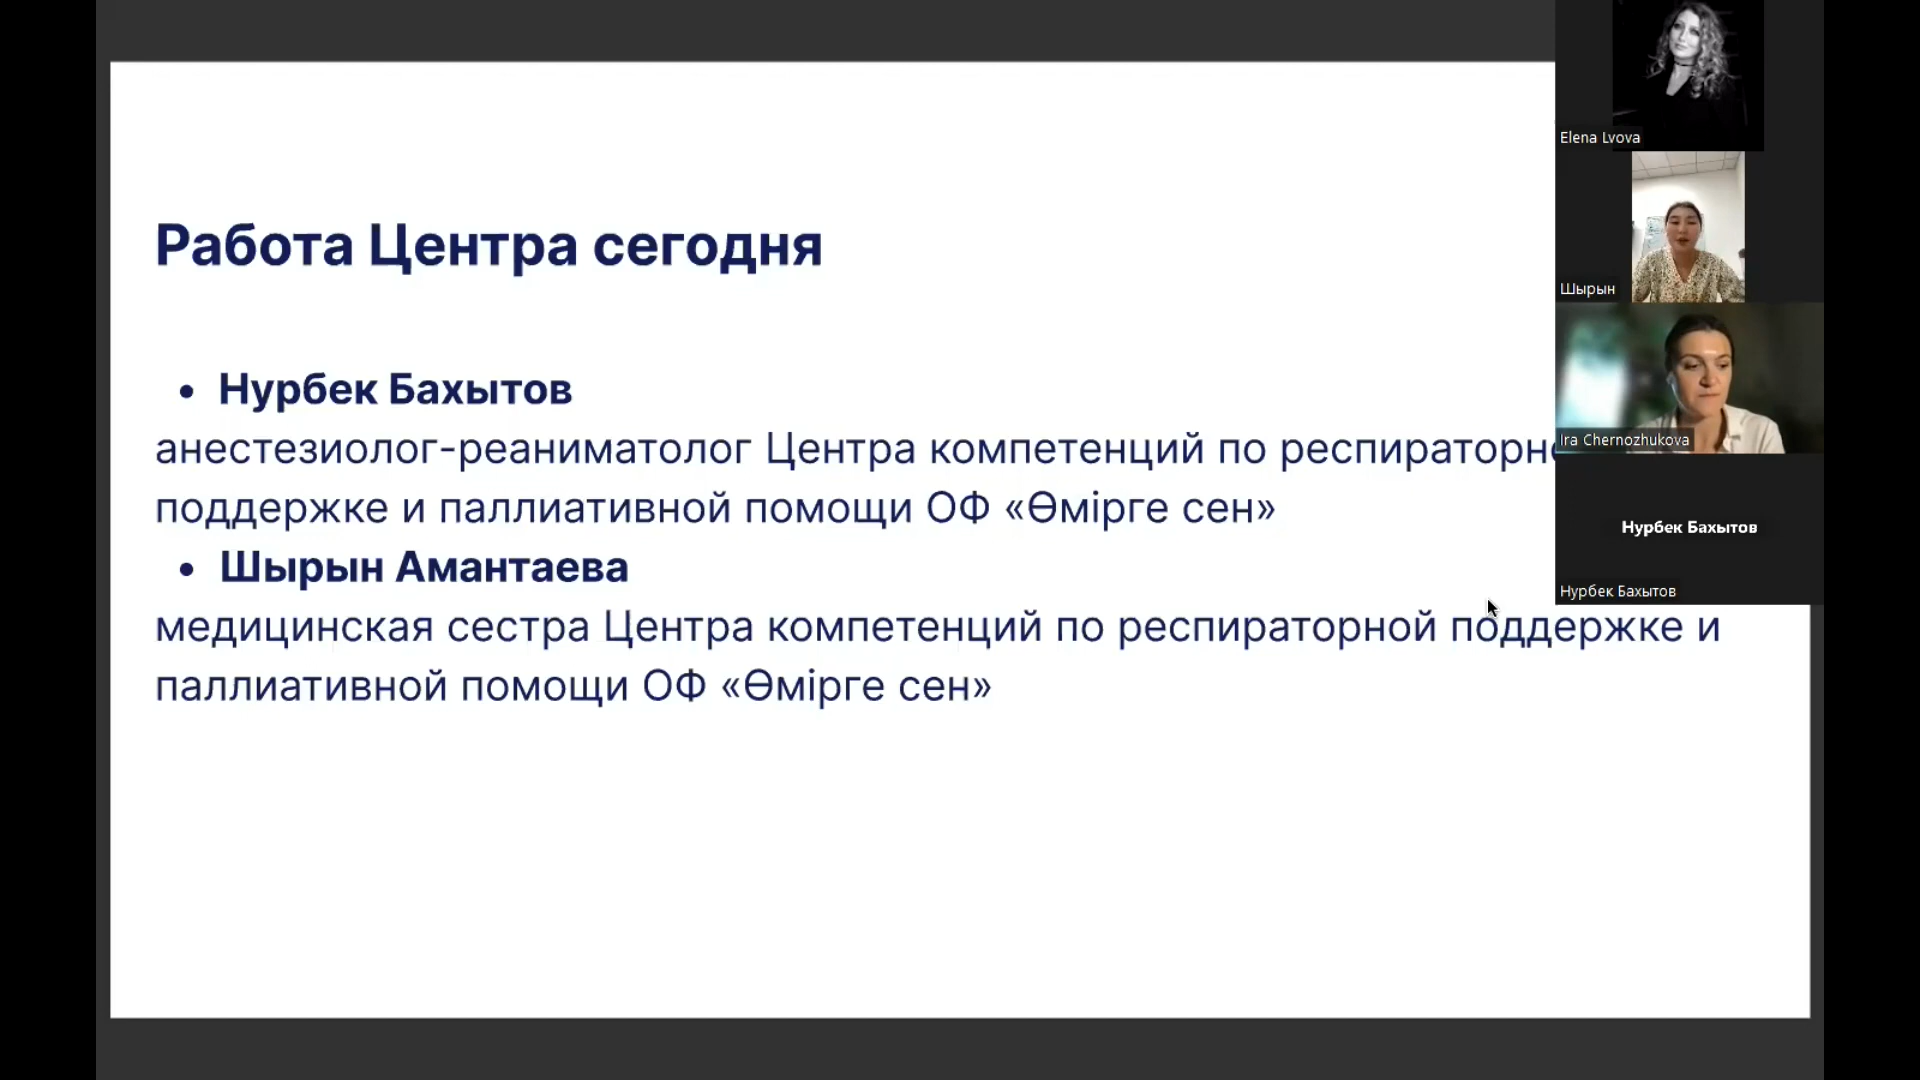 Работа Центра сегодня
• Нурбек Бахытов
анестезиолог-реаниматолог Центра компетенций по респираторно
поддержке и паллиативной помощи ОФ «Өмірге сен»
• Шырын Амантаева
медицинская сестра Центра компетенций по респираторной поддержке и
паллиативной помощи ОФ «Өмірге сен»
Elena Lvova
Шырын
Ira Chernozhukova
Нурбек Бахытов
Нурбек Бахытов